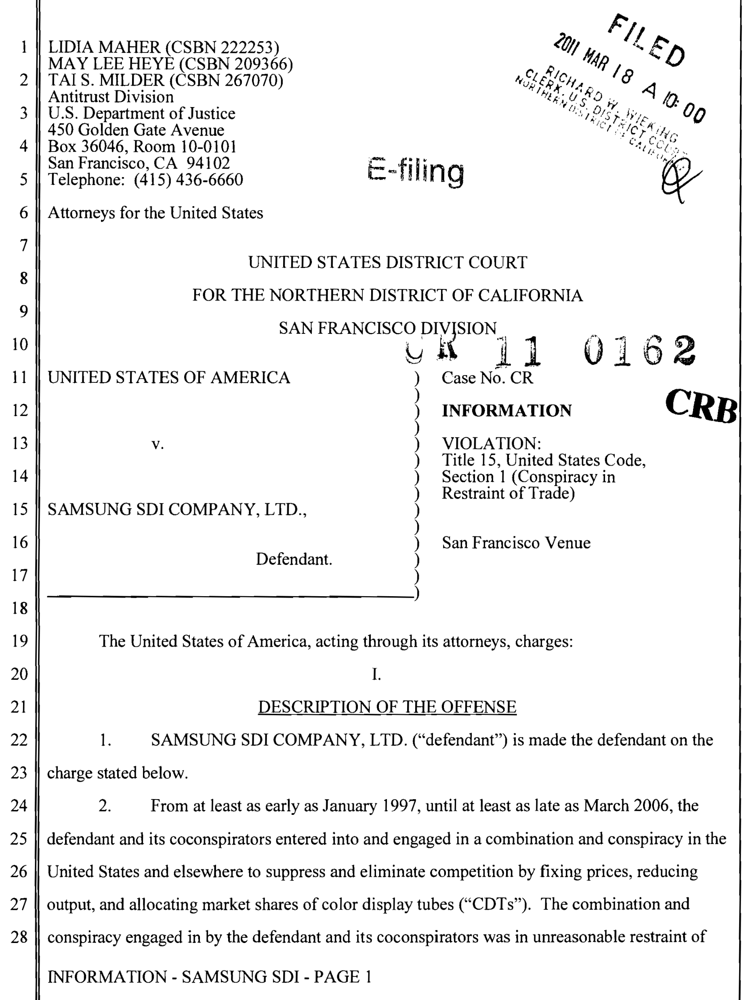 FILED
2011 MAR 18 A 10:00
RICHARD W. WIEKING
CLERK, U.S. DISTRICT COURT
NORTHERN DISTRICT OF CALIFORNIA
1 LIDIA MAHER (CSBN 222253)
MAY LEE HEYE (CSBN 209366)
2 TAI S. MILDER (CSBN 267070)
Antitrust Division
3 U.S. Department of Justice
450 Golden Gate Avenue
4 Box 36046, Room 10-0101
San Francisco, CA 94102
5 Telephone: (415) 436-6660
E-filing
6 Attorneys for the United States
7
UNITED STATES DISTRICT COURT
8
FOR THE NORTHERN DISTRICT OF CALIFORNIA
9
SAN FRANCISCO DIVISION
10 CR 11 0162
11 UNITED STATES OF AMERICA ) Case No. CR
)
12 ) INFORMATION CRB
)
13 v. ) VIOLATION:
) Title 15, United States Code,
14 ) Section 1 (Conspiracy in
) Restraint of Trade)
15 SAMSUNG SDI COMPANY, LTD., )
)
16 ) San Francisco Venue
Defendant. )
17 )
)
18
19 The United States of America, acting through its attorneys, charges:
20 I.
21 DESCRIPTION OF THE OFFENSE
22 1. SAMSUNG SDI COMPANY, LTD. (“defendant”) is made the defendant on the
23 charge stated below.
24 2. From at least as early as January 1997, until at least as late as March 2006, the
25 defendant and its coconspirators entered into and engaged in a combination and conspiracy in the
26 United States and elsewhere to suppress and eliminate competition by fixing prices, reducing
27 output, and allocating market shares of color display tubes (“CDTs”). The combination and
28 conspiracy engaged in by the defendant and its coconspirators was in unreasonable restraint of
INFORMATION - SAMSUNG SDI - PAGE 1